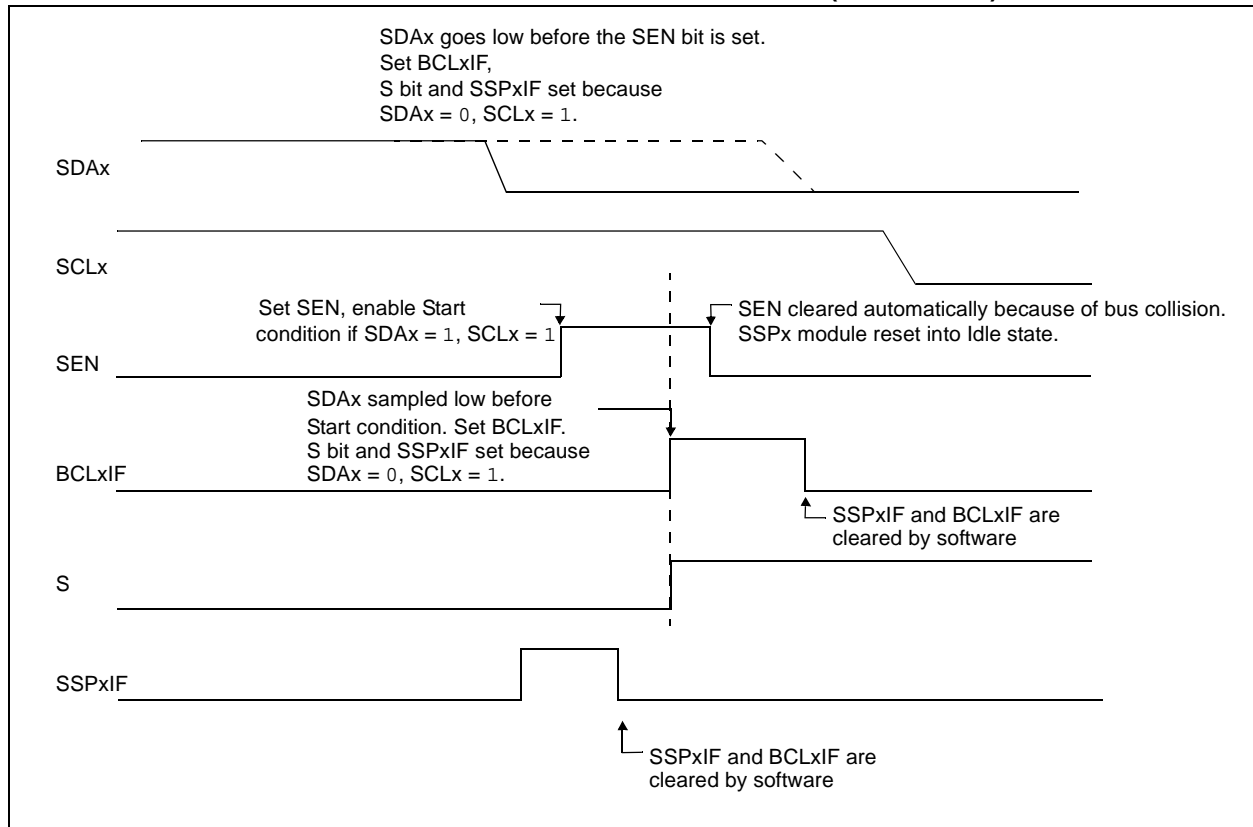 SDAx goes low before the SEN bit is set.
Set BCLxIF,
S bit and SSPxIF set because
SDAx = 0, SCLx = 1.
SDAx
SCLx
Set SEN, enable Start
condition if SDAx = 1, SCLx = 1
SEN cleared automatically because of bus collision.
SSPx module reset into Idle state.
SEN
SDAx sampled low before
Start condition. Set BCLxIF.
S bit and SSPxIF set because
SDAx = 0, SCLx = 1.
BCLxIF
SSPxIF and BCLxIF are
cleared by software
S
SSPxIF
SSPxIF and BCLxIF are
cleared by software